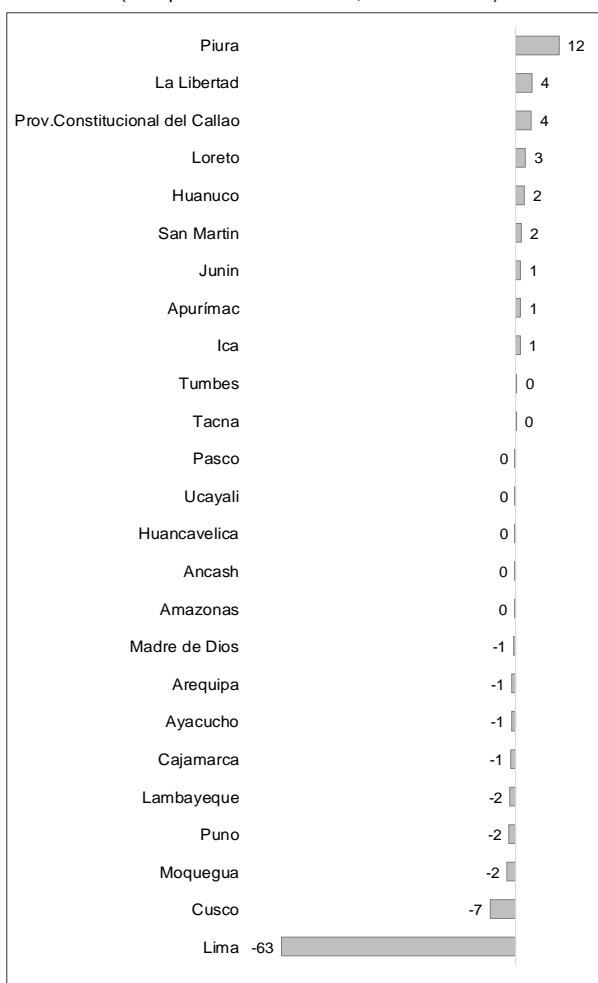 Piura 12
La Libertad 4
Prov.Constitucional del Callao 4
Loreto 3
Huanuco 2
San Martin 2
Junin 1
Apurímac 1
Ica 1
Tumbes 0
Tacna 0
Pasco 0
Ucayali 0
Huancavelica 0
Ancash 0
Amazonas 0
Madre de Dios -1
Arequipa -1
Ayacucho -1
Cajamarca -1
Lambayeque -2
Puno -2
Moquegua -2
Cusco -7
Lima -63